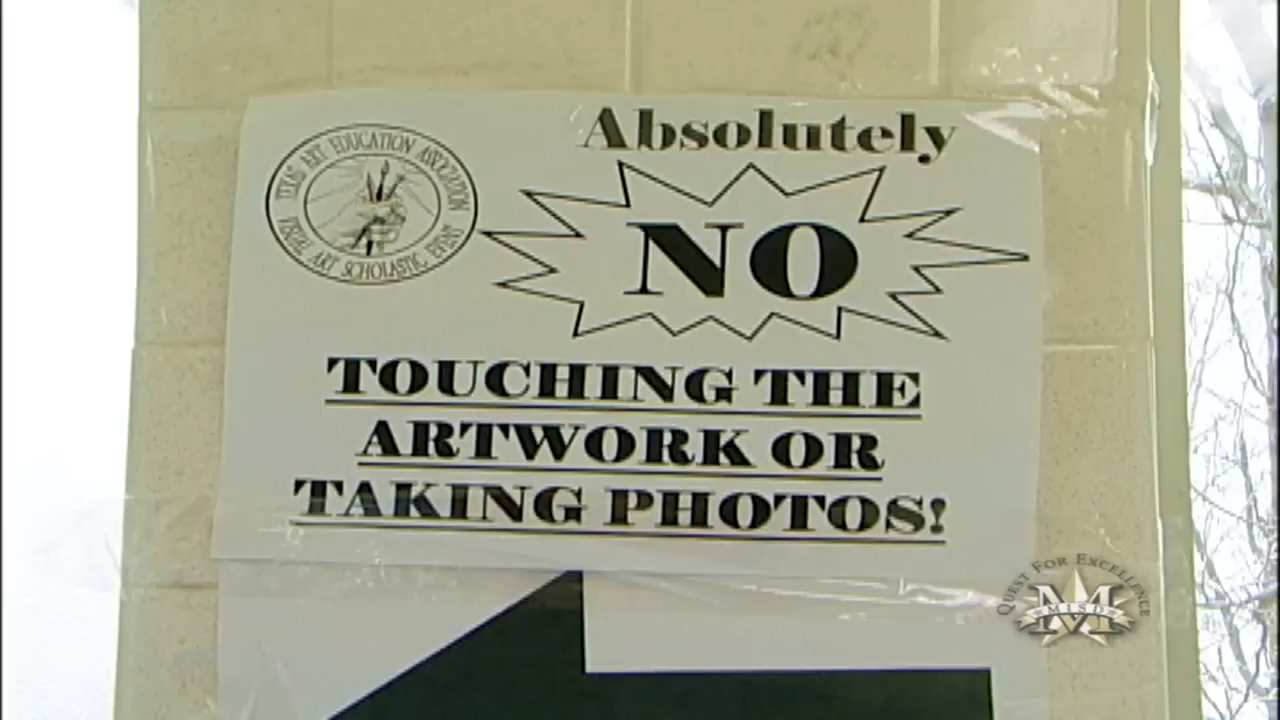 TEXAS ART EDUCATION ASSOCIATION
VISUAL ART SCHOLASTIC EVENT
Absolutely
NO
TOUCHING THE
ARTWORK OR
TAKING PHOTOS!
QUEST FOR EXCELLENCE
M
MISD